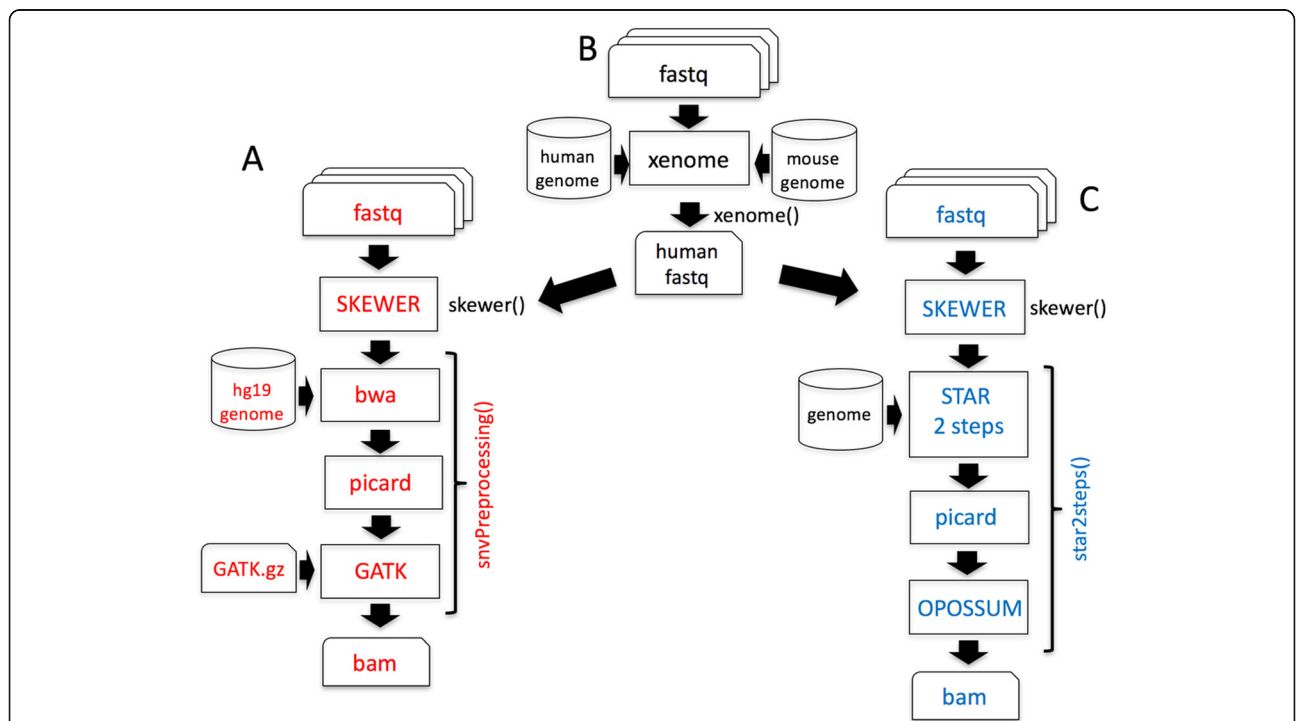 B
fastq
human
genome
xenome
mouse
genome
xenome()
human
fastq
A
fastq
SKEWER
skewer()
hg19
genome
bwa
picard
GATK.gz
GATK
snvPreprocessing()
bam
C
fastq
SKEWER
skewer()
genome
STAR
2 steps
picard
OPOSSUM
star2steps()
bam